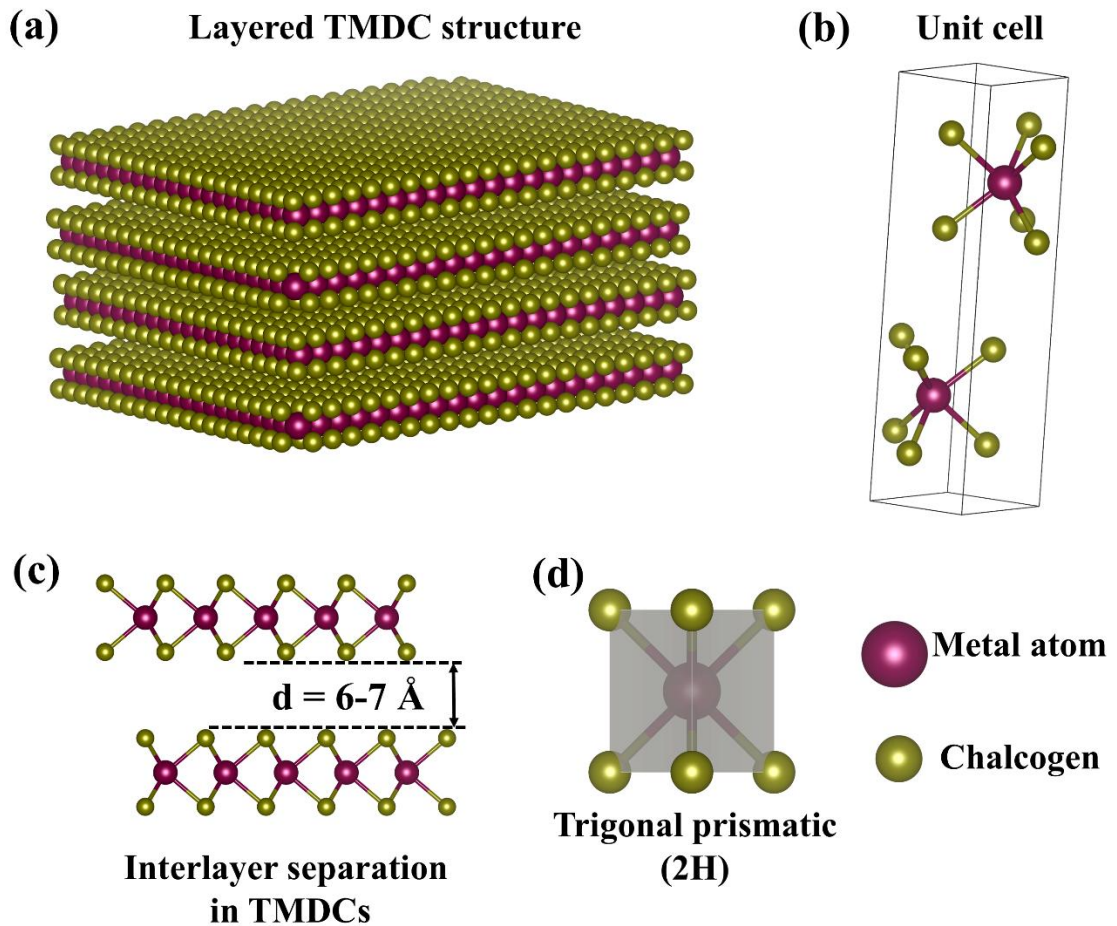 (a)
Layered TMDC structure
(b)
Unit cell
(c)
d = 6-7 Å
Interlayer separation
in TMDCs
(d)
Trigonal prismatic
(2H)
Metal atom
Chalcogen